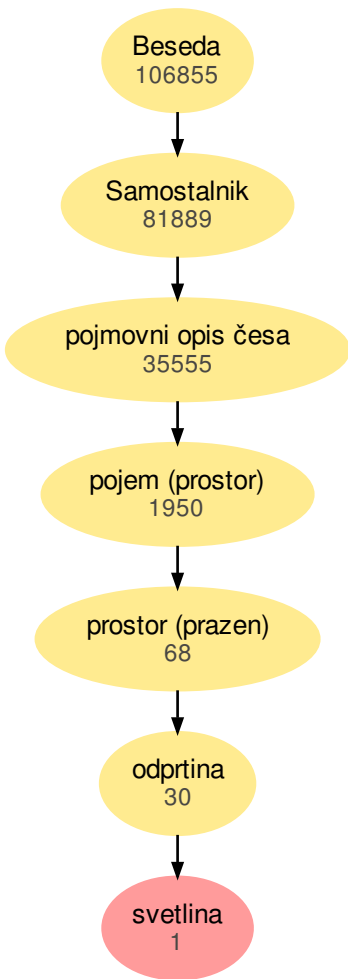 Beseda
106855
Samostalnik
81889
pojmovni opis česa
35555
pojem (prostor)
1950
prostor (prazen)
68
odprtina
30
svetlina
1